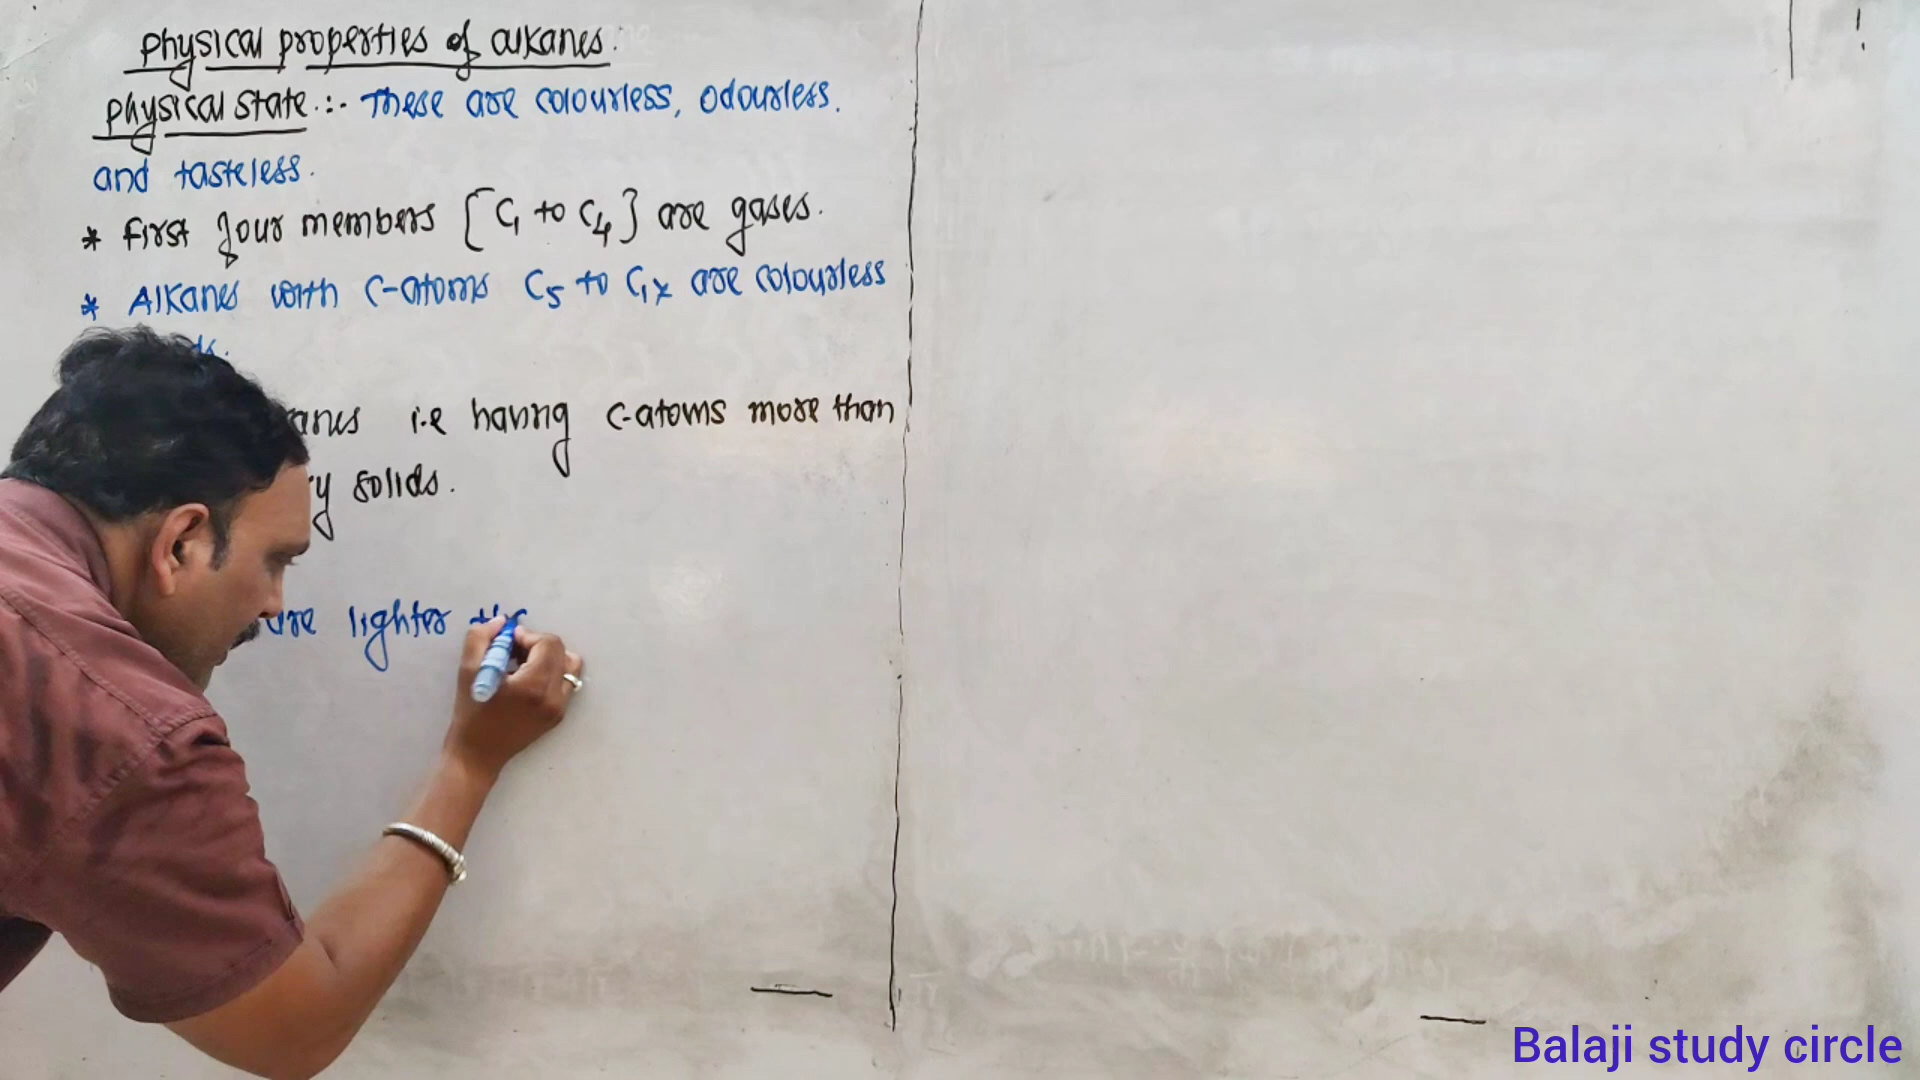 Physical properties of alkanes.
Physical state :- These are colourless, odourless.
and tasteless.
* First four members [C1 to C4] are gases.
* Alkanes with C-atoms C5 to C17 are colourless
i.e having C-atoms more than
solids.
are lighter
Balaji study circle